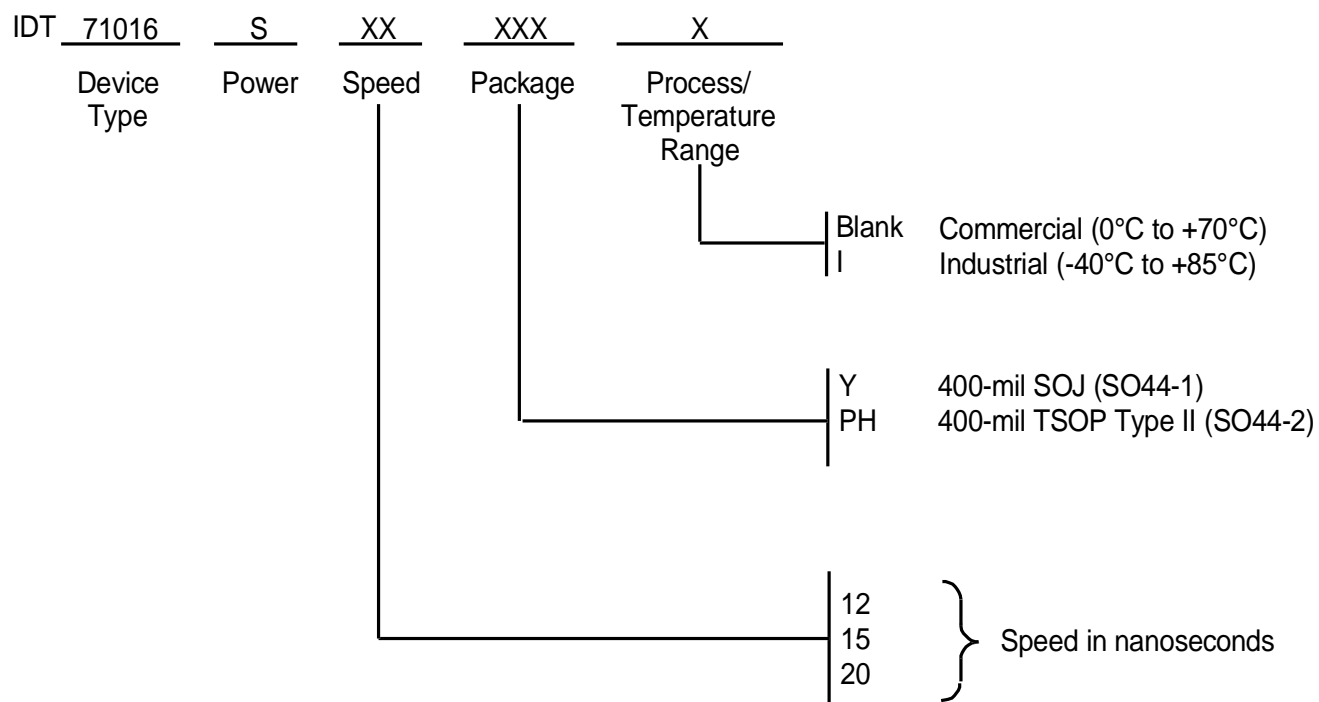 IDT 71016 S XX XXX X
Device Type Power Speed Package Process/ Temperature Range
Blank Commercial (0°C to +70°C)
I Industrial (-40°C to +85°C)
Y 400-mil SOJ (SO44-1)
PH 400-mil TSOP Type II (SO44-2)
12
15 Speed in nanoseconds
20